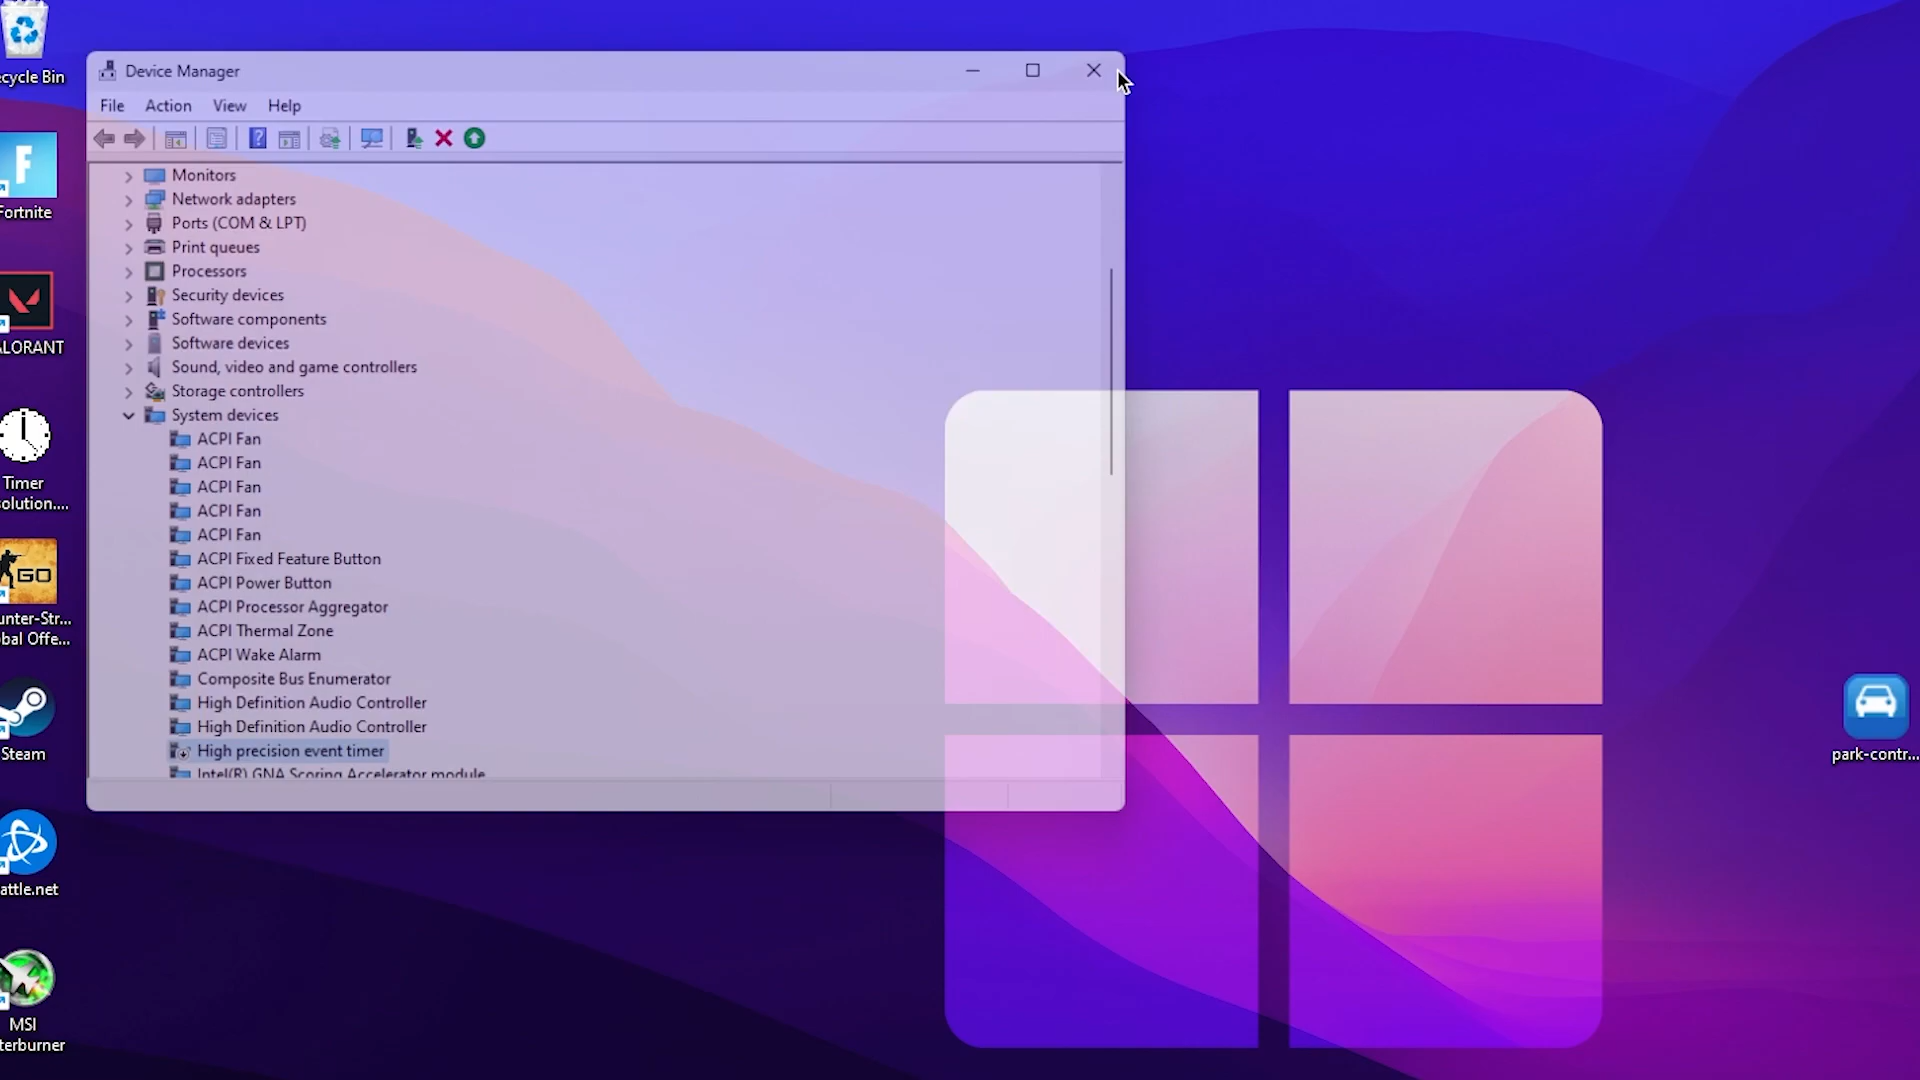 ecycle Bin
Fortnite
ALORANT
Timer
solution....
GO
unter-Str...
bal Offe...
Steam
attle.net
MSI
terburner
Device Manager
File Action View Help
Monitors
Network adapters
Ports (COM & LPT)
Print queues
Processors
Security devices
Software components
Software devices
Sound, video and game controllers
Storage controllers
System devices
ACPI Fan
ACPI Fan
ACPI Fan
ACPI Fan
ACPI Fan
ACPI Fixed Feature Button
ACPI Power Button
ACPI Processor Aggregator
ACPI Thermal Zone
ACPI Wake Alarm
Composite Bus Enumerator
High Definition Audio Controller
High Definition Audio Controller
High precision event timer
Intel(R) GNA Scoring Accelerator module
park-contr...